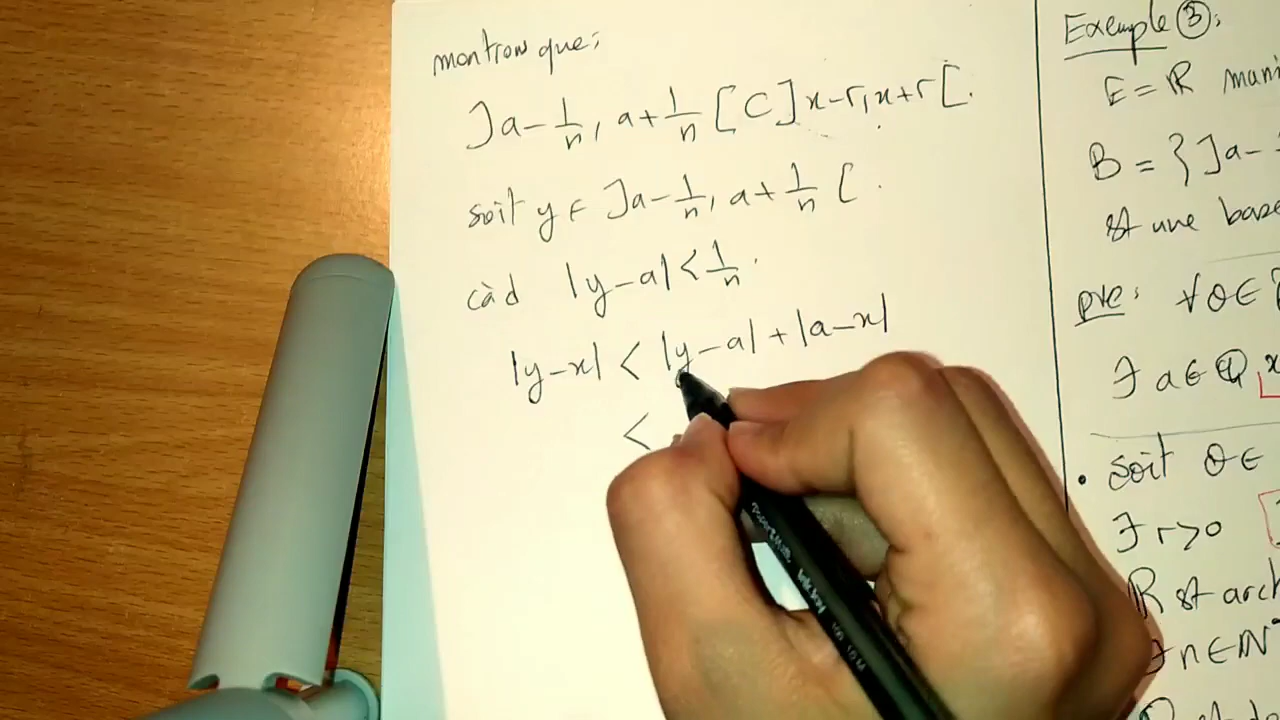 montrons que:
]a-1/n, a+1/n[ ⊂ ]x-r, x+r[.
soit y ∈ ]a-1/n, a+1/n[.
càd |y-a| < 1/n.
|y-x| < |y-a| + |a-x|
<
Exemple ③:
E = ℝ
B = {]a-
st une base
pve: ∀θ∈
∃ a∈ℚ, x
• soit θ∈
∃ r>0
ℝ st arch
∃n∈ℕ*